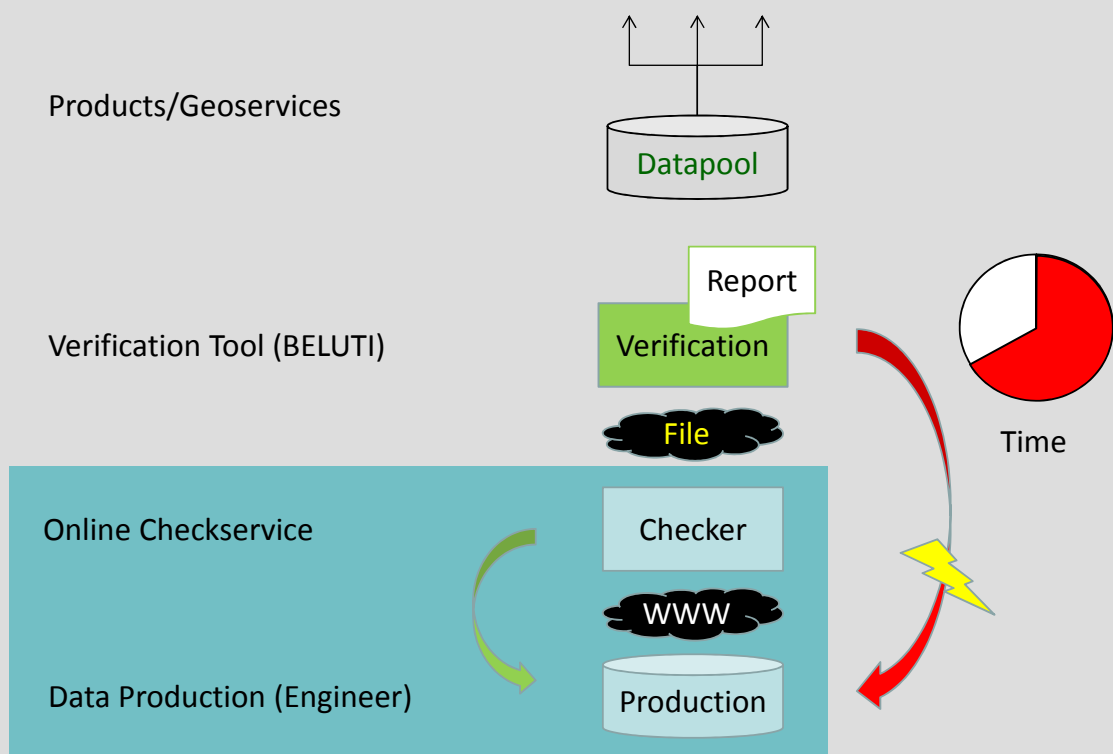 Products/Geoservices
Datapool
Report
Verification Tool (BELUTI)
Verification
File
Time
Online Checkservice
Checker
WWW
Data Production (Engineer)
Production